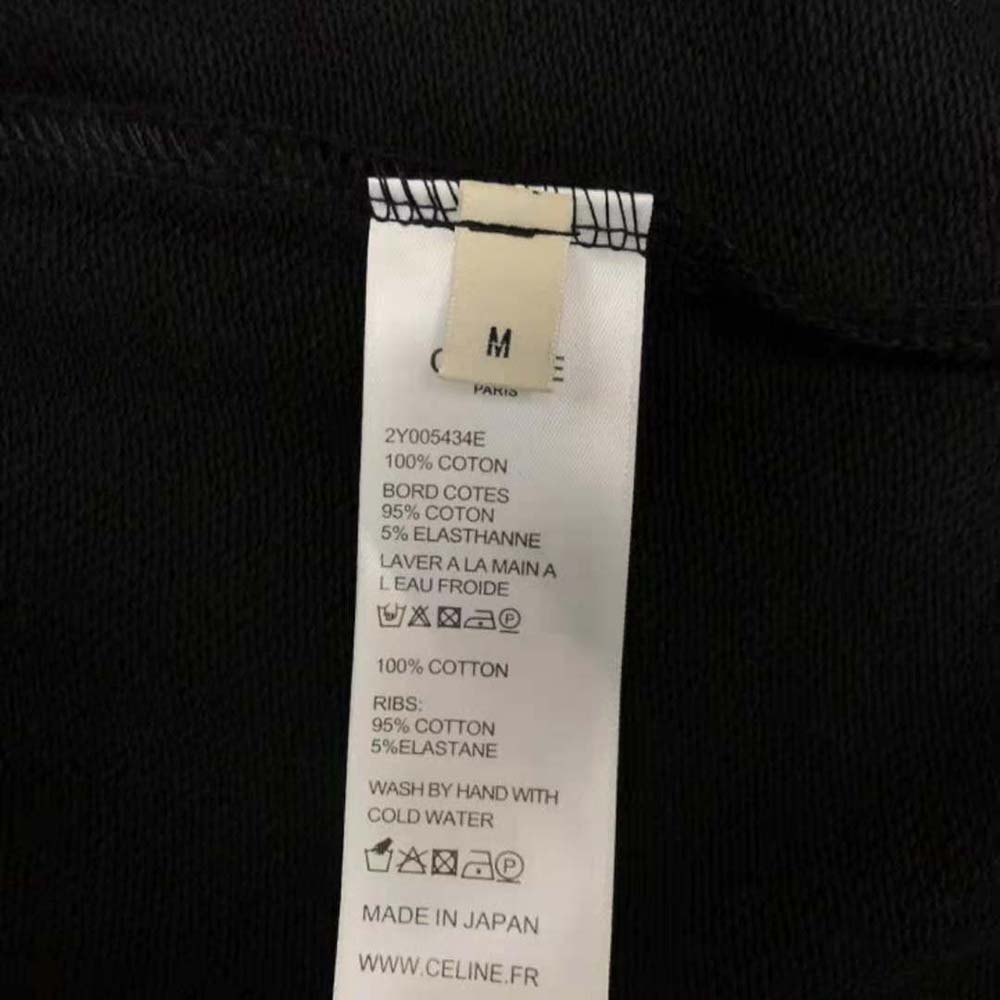 M
PARIS
2Y005434E
100% COTON
BORD COTES
95% COTON
5% ELASTHANNE
LAVER A LA MAIN A
L EAU FROIDE
P
100% COTTON
RIBS:
95% COTTON
5%ELASTANE
WASH BY HAND WITH
COLD WATER
P
MADE IN JAPAN
WWW.CELINE.FR